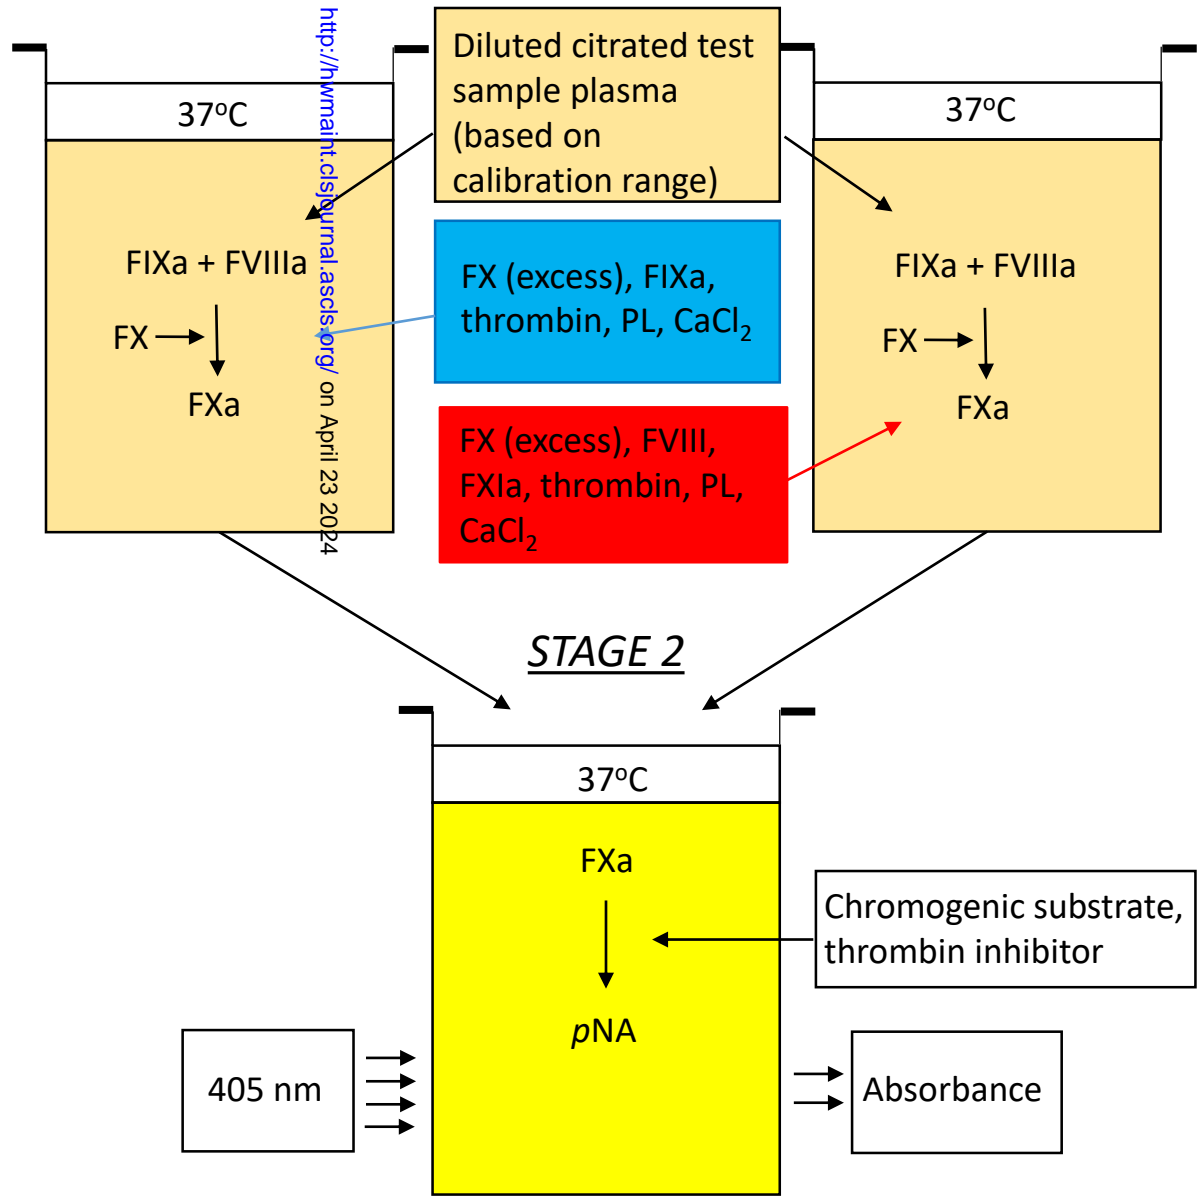 37°C
Diluted citrated test
sample plasma
(based on
calibration range)
37°C
http://hwmaint.clsjournal.ascls.org/ on April 23 2024
FIXa + FVIIIa
FX
FXa
FX (excess), FIXa,
thrombin, PL, CaCl₂
FIXa + FVIIIa
FX
FXa
FX (excess), FVIII,
FXIa, thrombin, PL,
CaCl₂
STAGE 2
37°C
FXa
Chromogenic substrate,
thrombin inhibitor
pNA
405 nm
Absorbance